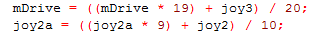 mDrive = ((mDrive * 19) + joy3) / 20;
joy2a = ((joy2a * 9) + joy2) / 10;